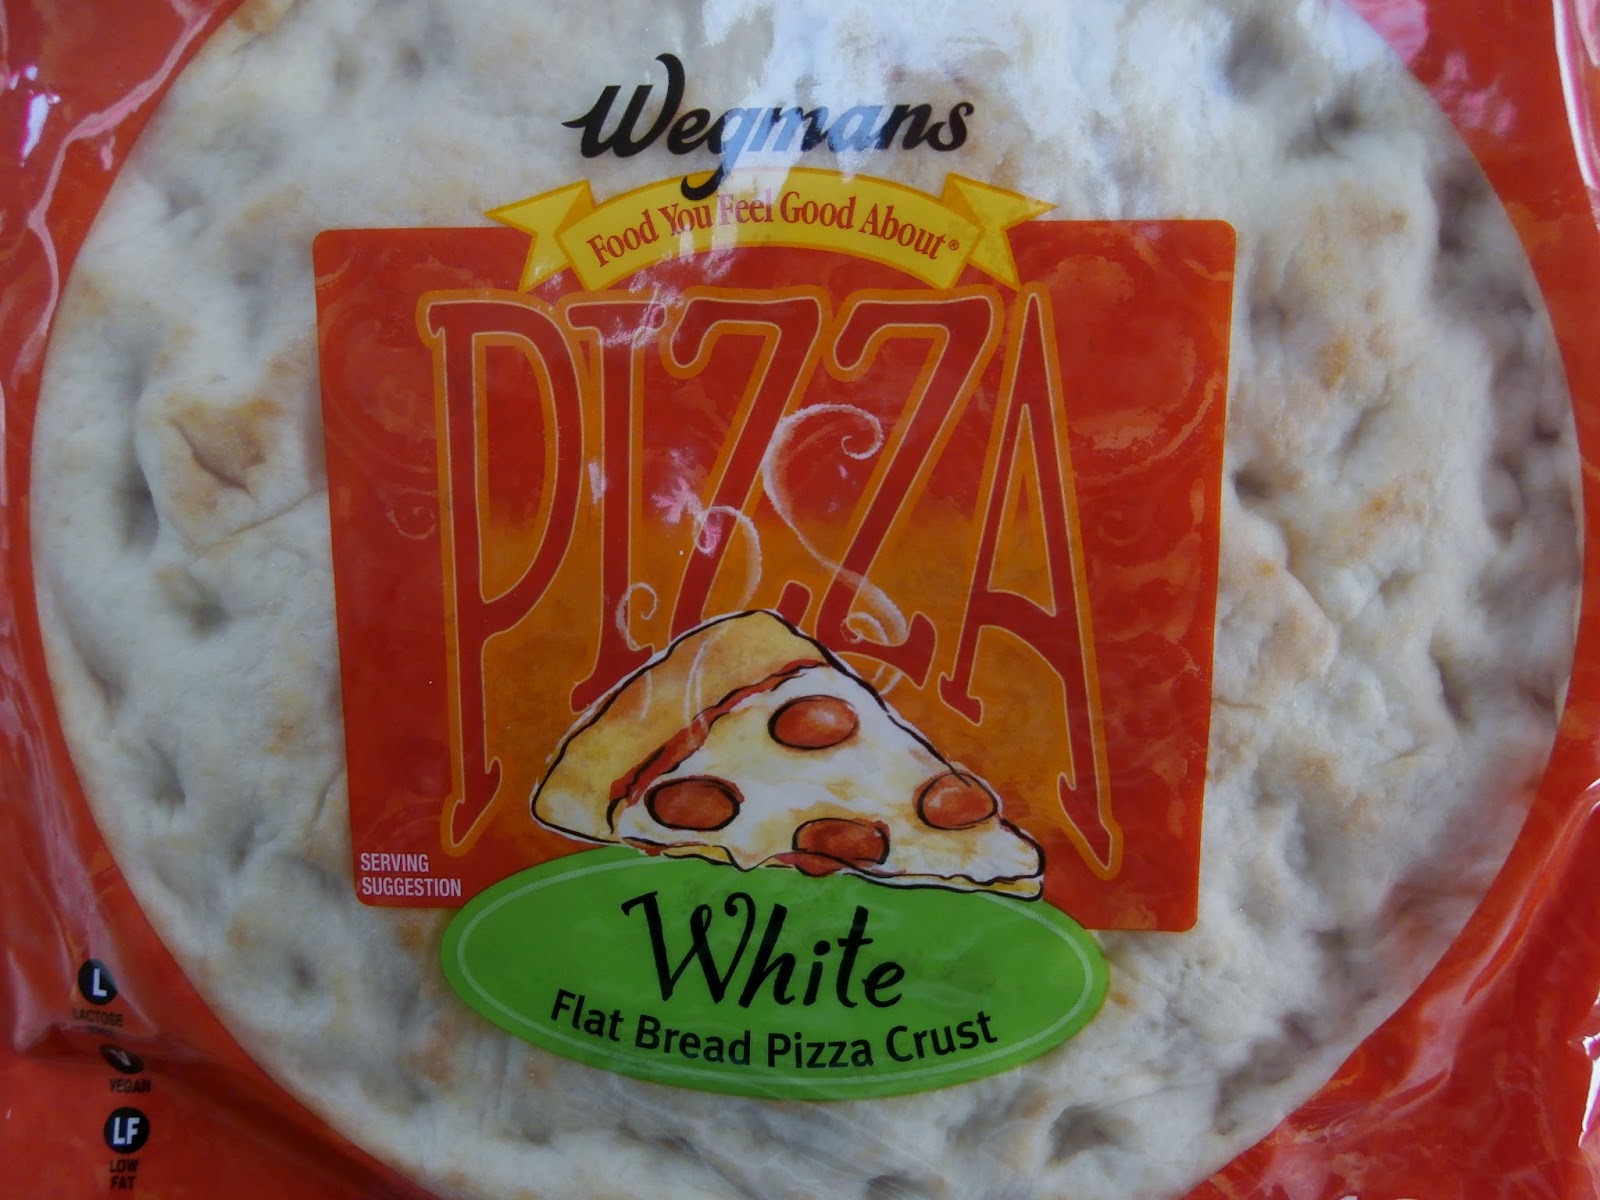 Wegmans
Food You Feel Good About®
PIZZA
SERVING
SUGGESTION
White
Flat Bread Pizza Crust
L
LACTOSE
V
VEGAN
LF
LOW
FAT